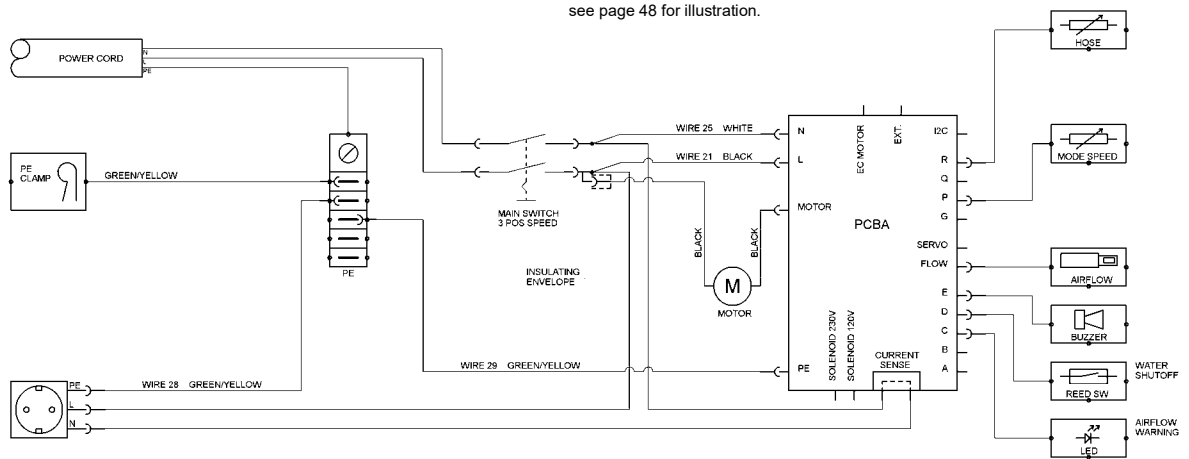 see page 48 for illustration.
POWER CORD
N
L
PE
PE
CLAMP
GREEN/YELLOW
PE
MAIN SWITCH
3 POS SPEED
INSULATING
ENVELOPE
WIRE 25 WHITE
WIRE 21 BLACK
BLACK
BLACK
M
MOTOR
WIRE 29 GREEN/YELLOW
WIRE 28 GREEN/YELLOW
PE
L
N
N
L
MOTOR
PE
EC MOTOR
EXT.
PCBA
SOLENOID 230V
SOLENOID 120V
CURRENT
SENSE
I2C
R
Q
P
G
SERVO
FLOW
E
D
C
B
A
HOSE
MODE SPEED
AIRFLOW
BUZZER
REED SW
WATER
SHUTOFF
LED
AIRFLOW
WARNING